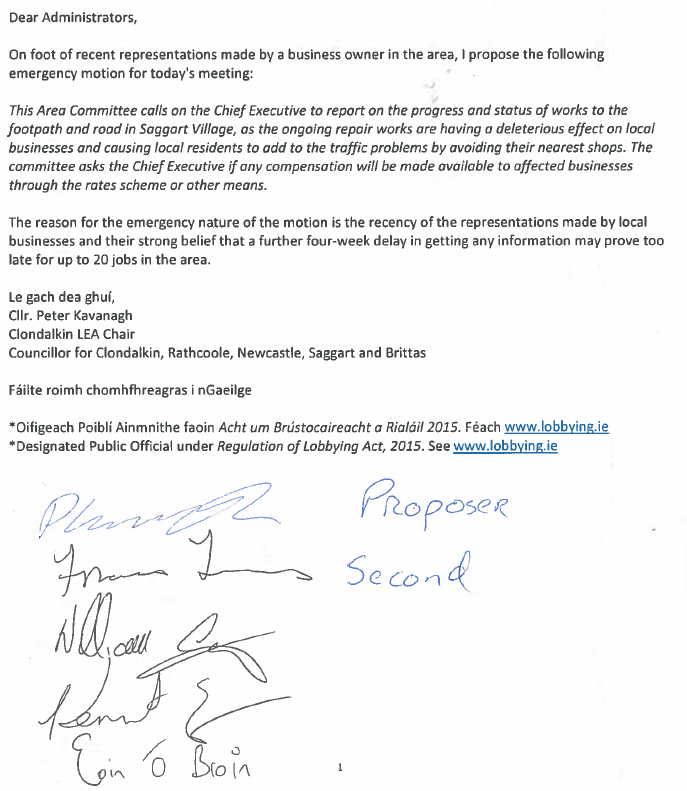 Dear Administrators,
On foot of recent representations made by a business owner in the area, I propose the following
emergency motion for today's meeting:
This Area Committee calls on the Chief Executive to report on the progress and status of works to the
footpath and road in Saggart Village, as the ongoing repair works are having a deleterious effect on local
businesses and causing local residents to add to the traffic problems by avoiding their nearest shops. The
committee asks the Chief Executive if any compensation will be made available to affected businesses
through the rates scheme or other means.
The reason for the emergency nature of the motion is the recency of the representations made by local
businesses and their strong belief that a further four-week delay in getting any information may prove too
late for up to 20 jobs in the area.
Le gach dea ghuí,
Cllr. Peter Kavanagh
Clondalkin LEA Chair
Councillor for Clondalkin, Rathcoole, Newcastle, Saggart and Brittas
Fáilte roimh chomhfhreagras i nGaeilge
*Oifigeach Poiblí Ainmnithe faoin Acht um Brústocaireacht a Rialáil 2015. Féach www.lobbying.ie
*Designated Public Official under Regulation of Lobbying Act, 2015. See www.lobbying.ie
Proposer
Second
Eoin Ó Broin
1